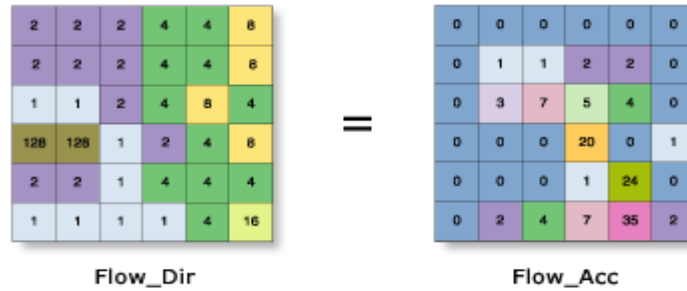 2 2 2 4 4 8 0 0 0 0 0 0
2 2 2 4 4 8 0 1 1 2 2 0
1 1 2 4 8 4 0 3 7 5 4 0
128 128 1 2 4 8 = 0 0 0 20 0 1
2 2 1 4 4 4 0 0 0 1 24 0
1 1 1 1 4 16 0 2 4 7 35 2
Flow_Dir Flow_Acc